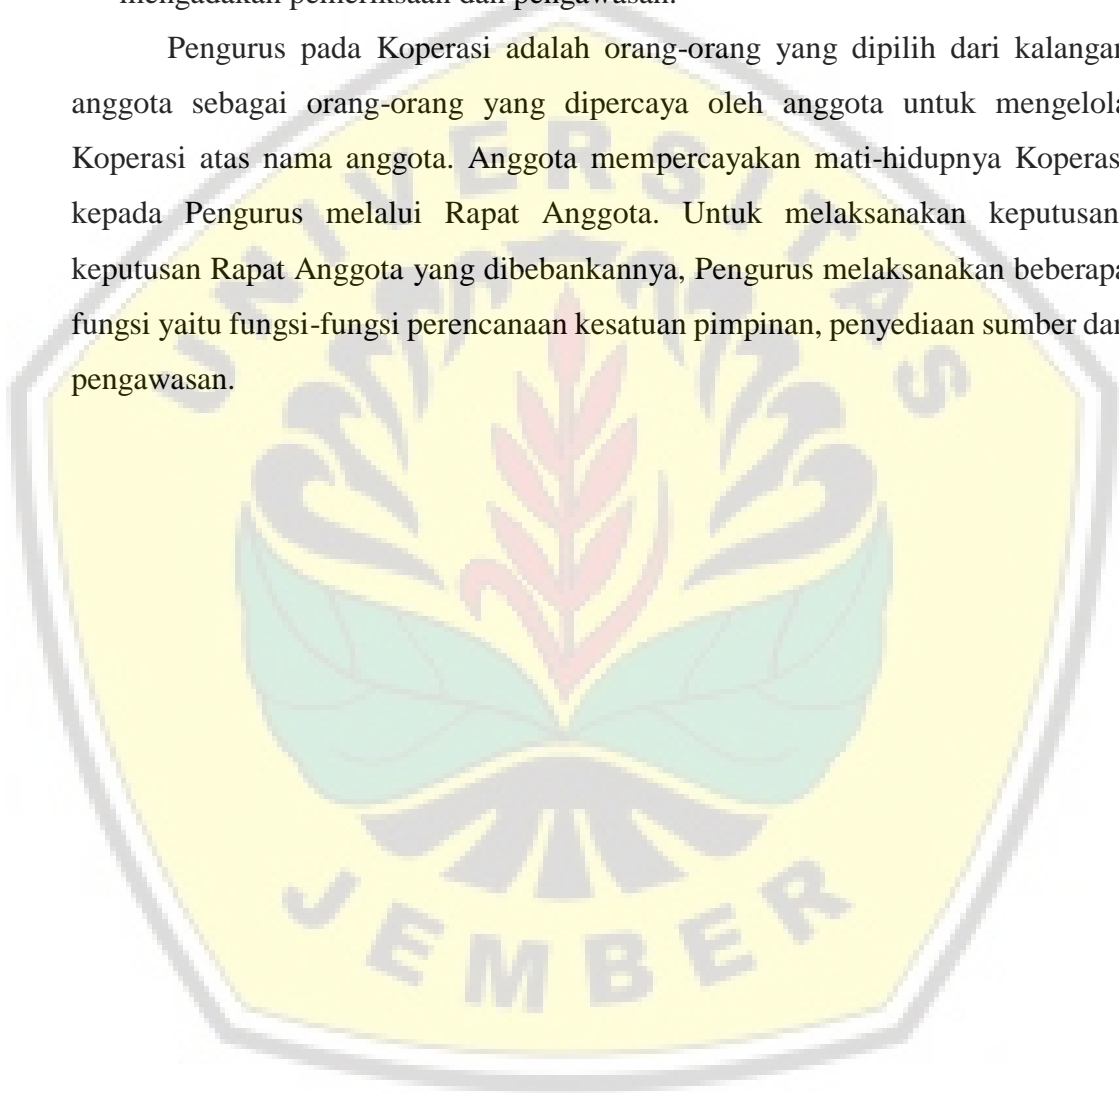 mengadakan pemeriksaan dan pengawasan.
Pengurus pada Koperasi adalah orang-orang yang dipilih dari kalangan
anggota sebagai orang-orang yang dipercaya oleh anggota untuk mengelola
Koperasi atas nama anggota. Anggota mempercayakan mati-hidupnya Koperasi
kepada Pengurus melalui Rapat Anggota. Untuk melaksanakan keputusan-
keputusan Rapat Anggota yang dibebankannya, Pengurus melaksanakan beberapa
fungsi yaitu fungsi-fungsi perencanaan kesatuan pimpinan, penyediaan sumber dan
pengawasan.
UNIVERSITAS
JEMBER